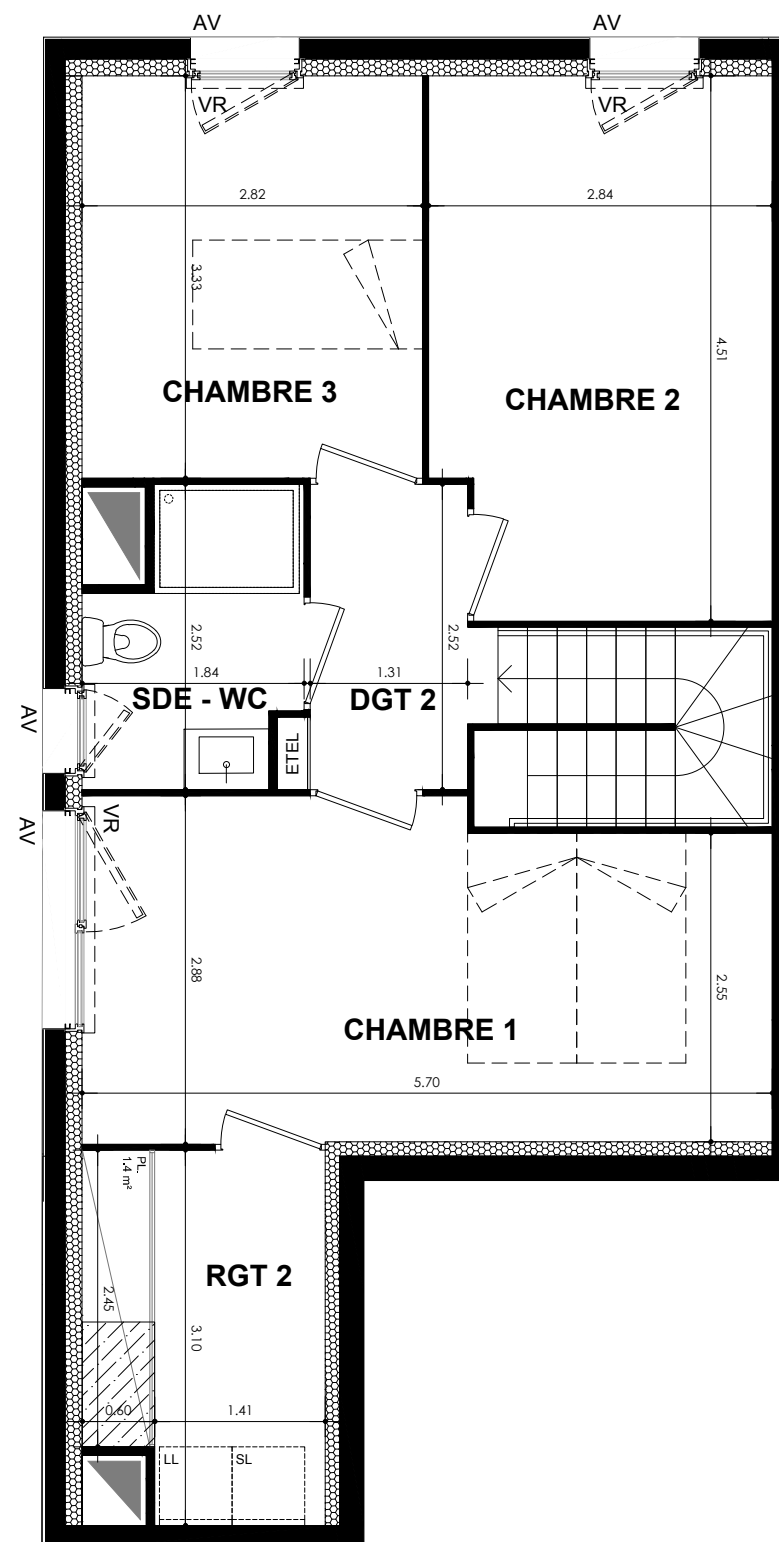 AV
AV
VR
VR
2.82
2.84
3.33
4.51
CHAMBRE 3
CHAMBRE 2
2.52
2.52
1.84
1.31
SDE - WC
DGT 2
AV
ETEL
VR
AV
2.88
2.55
CHAMBRE 1
5.70
PL.
1.4 m²
RGT 2
2.45
3.10
0.60
1.41
LL
SL